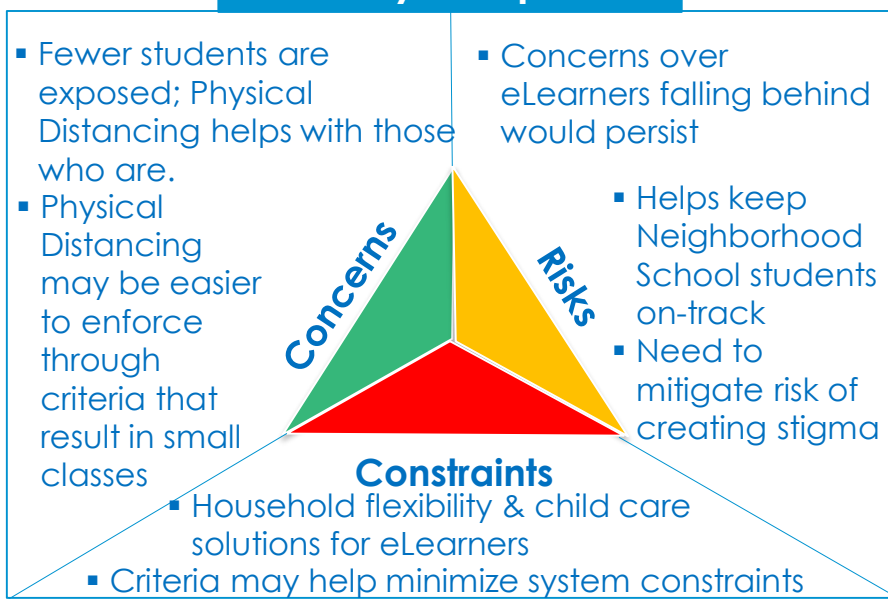 ▪ Fewer students are
exposed; Physical
Distancing helps with those
who are.
▪ Physical
Distancing
may be easier
to enforce
through
criteria that
result in small
classes
▪ Concerns over
eLearners falling behind
would persist
▪ Helps keep
Neighborhood
School students
on-track
▪ Need to
mitigate risk of
creating stigma
Concerns
Risks
Constraints
▪ Household flexibility & child care
solutions for eLearners
▪ Criteria may help minimize system constraints